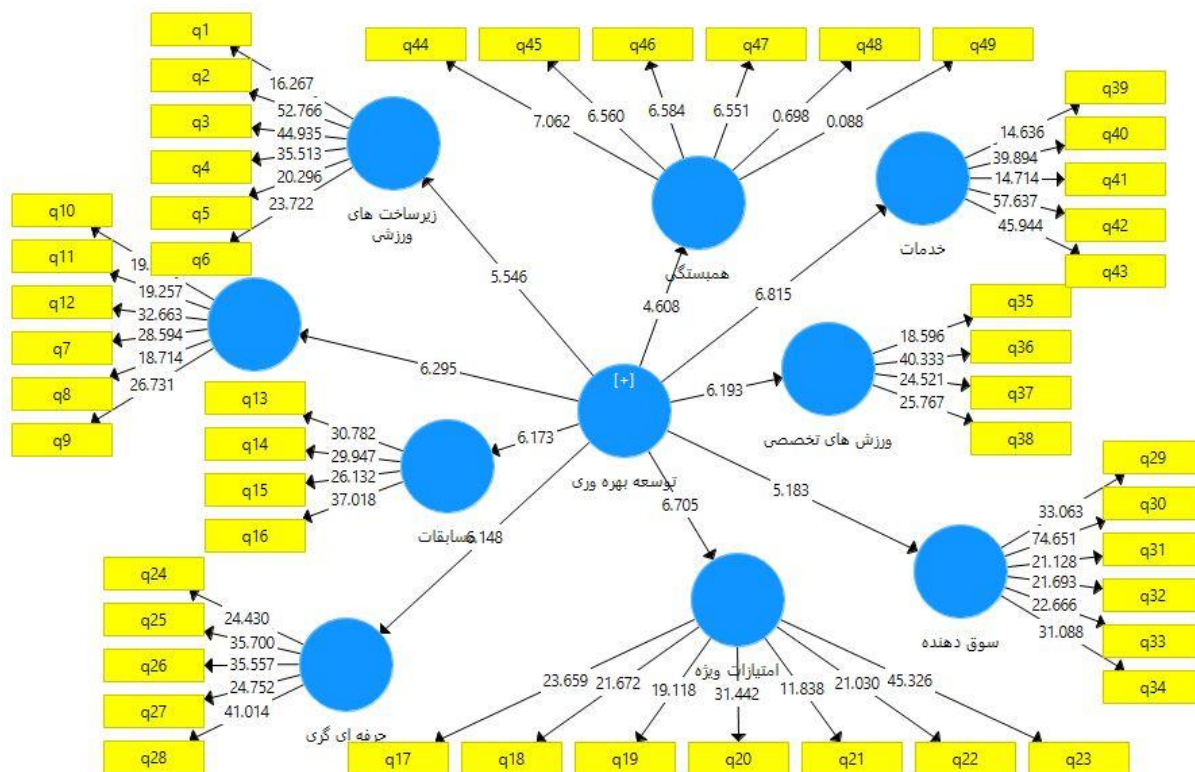 q1
q2
q3
q4
q5
q6
16.267
52.766
44.935
35.513
20.296
23.722
زیرساخت های
ورزشی
q44
q45
q46
q47
q48
q49
7.062
6.560
6.584
6.551
0.698
0.088
همبستگی
q39
q40
q41
q42
q43
14.636
39.894
14.714
57.637
45.944
خدمات
q10
q11
q12
q7
q8
q9
19.257
32.663
28.594
18.714
26.731
5.546
4.608
6.815
6.295
6.193
6.173
6.148
6.705
5.183
[+]
توسعه بهره وری
q35
q36
q37
q38
18.596
40.333
24.521
25.767
ورزش های تخصصی
q13
q14
q15
q16
30.782
29.947
26.132
37.018
مسابقات
q29
q30
q31
q32
q33
q34
33.063
74.651
21.128
21.693
22.666
31.088
سوق دهنده
q24
q25
q26
q27
q28
24.430
35.700
35.557
24.752
41.014
حرفه ای گری
امتیازات ویژه
23.659
21.672
19.118
31.442
11.838
21.030
45.326
q17
q18
q19
q20
q21
q22
q23